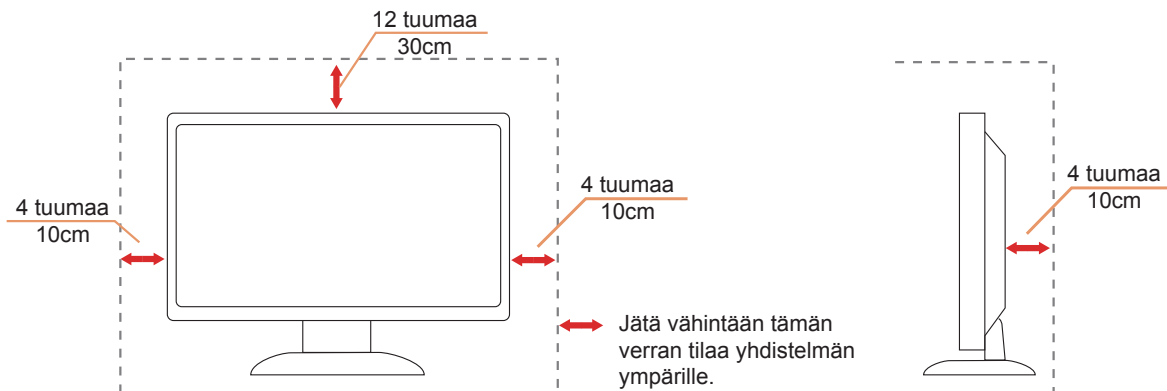 12 tuumaa
30cm
4 tuumaa
10cm
4 tuumaa
10cm
4 tuumaa
10cm
Jätä vähintään tämän
verran tilaa yhdistelmän
ympärille.